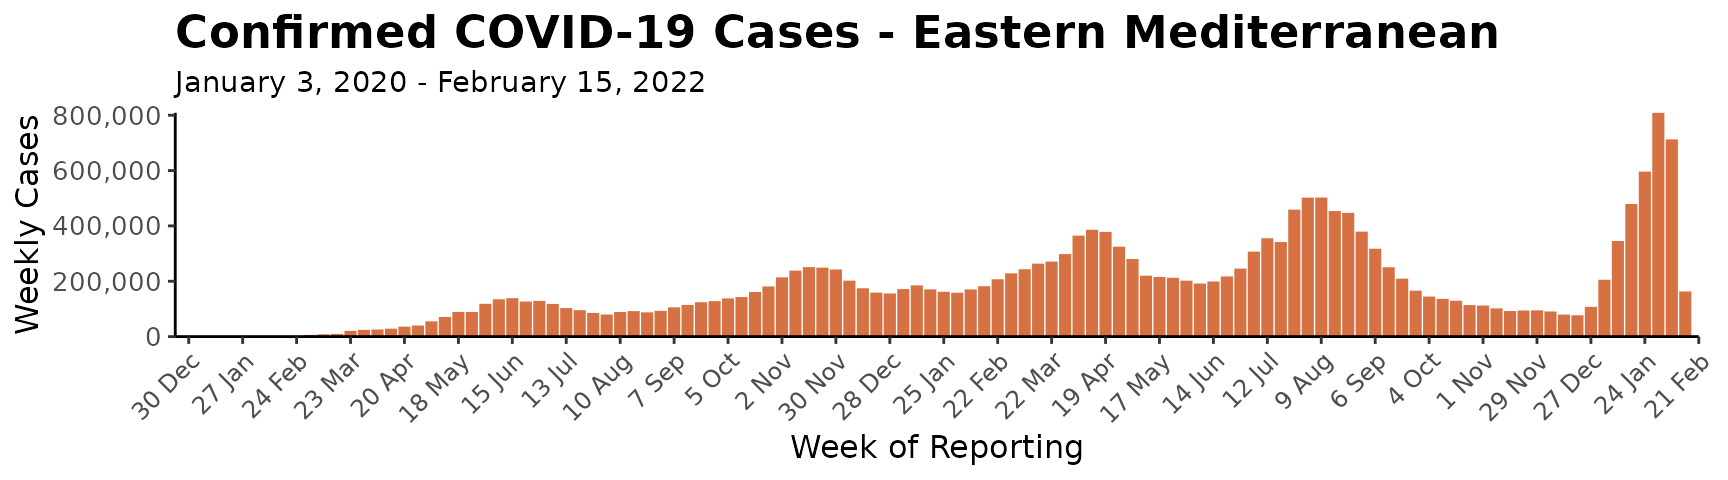 Confirmed COVID-19 Cases - Eastern Mediterranean
January 3, 2020 - February 15, 2022
Weekly Cases
800,000
600,000
400,000
200,000
0
30 Dec
27 Jan
24 Feb
23 Mar
20 Apr
18 May
15 Jun
13 Jul
10 Aug
7 Sep
5 Oct
2 Nov
30 Nov
28 Dec
25 Jan
22 Feb
22 Mar
19 Apr
17 May
14 Jun
12 Jul
9 Aug
6 Sep
4 Oct
1 Nov
29 Nov
27 Dec
24 Jan
21 Feb
Week of Reporting